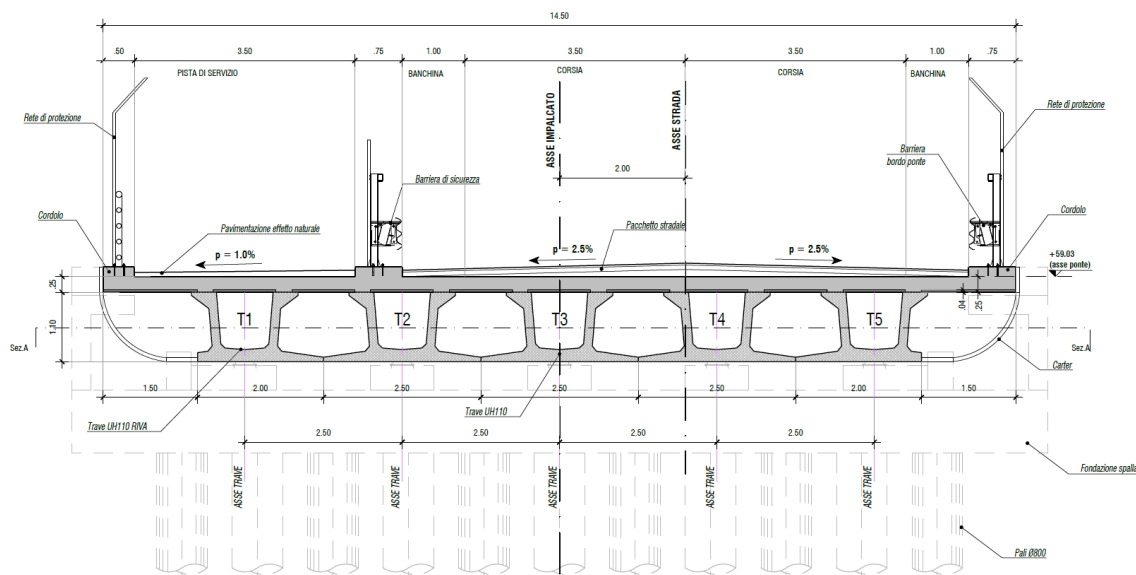 14.50
.50 3.50 .75 1.00 3.50 3.50 1.00 .75
PISTA DI SERVIZIO BANCHINA CORSIA CORSIA BANCHINA
Rete di protezione
ASSE IMPALCATO
ASSE STRADA
Rete di protezione
Barriera
bordo ponte
2.00
Barriera di sicurezza
Cordolo
Pavimentazione effetto naturale
Pacchetto stradale
Cordolo
p = 1.0%
p = 2.5%
p = 2.5%
+59.03
(asse ponte)
.25
.04
.25
1.10
T1 T2 T3 T4 T5
Sez.A
Sez.A
Carter
1.50 2.00 2.50 2.50 2.50 2.00 1.50
Trave UH110 RIVA
Trave UH110
2.50 2.50 2.50 2.50
ASSE TRAVE
ASSE TRAVE
ASSE TRAVE
ASSE TRAVE
ASSE TRAVE
Fondazione spalla
Pali Ø800